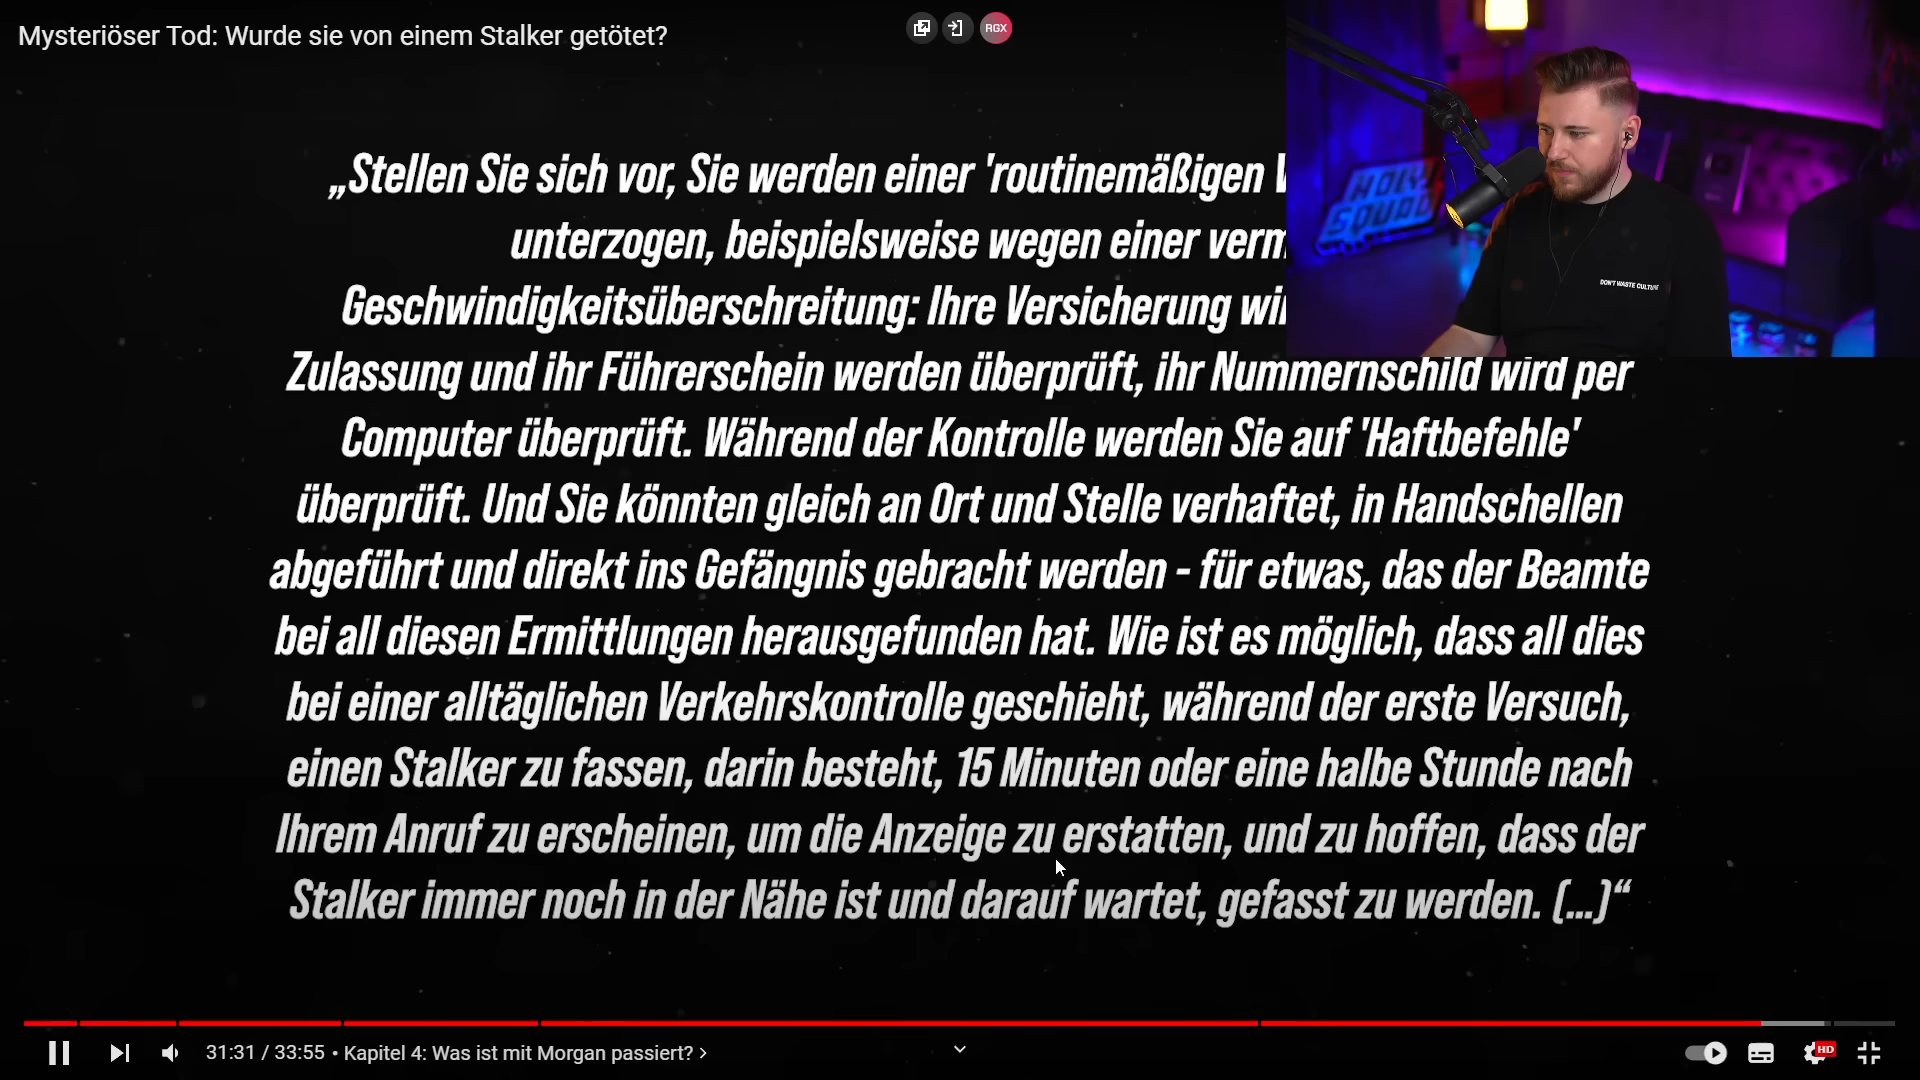 Mysteriöser Tod: Wurde sie von einem Stalker getötet?
RGX
HOLY
SQUAD
DON'T WASTE CULTURE
„Stellen Sie sich vor, Sie werden einer 'routinemäßigen
unterzogen, beispielsweise wegen einer
Geschwindigkeitsüberschreitung: Ihre Versicherung
Zulassung und ihr Führerschein werden überprüft, ihr Nummernschild wird per
Computer überprüft. Während der Kontrolle werden Sie auf 'Haftbefehle'
überprüft. Und Sie könnten gleich an Ort und Stelle verhaftet, in Handschellen
abgeführt und direkt ins Gefängnis gebracht werden - für etwas, das der Beamte
bei all diesen Ermittlungen herausgefunden hat. Wie ist es möglich, dass all dies
bei einer alltäglichen Verkehrskontrolle geschieht, während der erste Versuch,
einen Stalker zu fassen, darin besteht, 15 Minuten oder eine halbe Stunde nach
Ihrem Anruf zu erscheinen, um die Anzeige zu erstatten, und zu hoffen, dass der
Stalker immer noch in der Nähe ist und darauf wartet, gefasst zu werden. (...)“
31:31 / 33:55 • Kapitel 4: Was ist mit Morgan passiert? >
HD